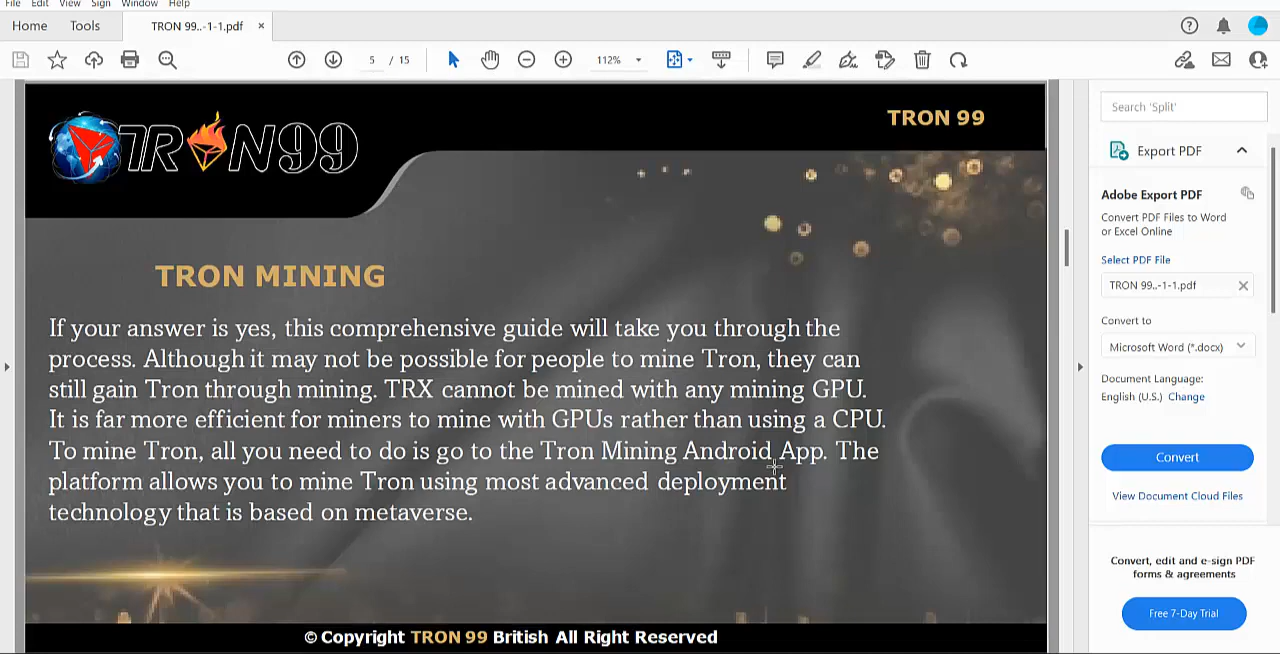 File Edit View Sign Window Help
Home Tools TRON 99..-1-1.pdf ×
5 / 15 112%
TRON99
TRON 99
TRON MINING
If your answer is yes, this comprehensive guide will take you through the
process. Although it may not be possible for people to mine Tron, they can
still gain Tron through mining. TRX cannot be mined with any mining GPU.
It is far more efficient for miners to mine with GPUs rather than using a CPU.
To mine Tron, all you need to do is go to the Tron Mining Android App. The
platform allows you to mine Tron using most advanced deployment
technology that is based on metaverse.
© Copyright TRON 99 British All Right Reserved
Search 'Split'
Export PDF
Adobe Export PDF
Convert PDF Files to Word
or Excel Online
Select PDF File
TRON 99..-1-1.pdf
Convert to
Microsoft Word (*.docx)
Document Language:
English (U.S.) Change
Convert
View Document Cloud Files
Convert, edit and e-sign PDF
forms & agreements
Free 7-Day Trial